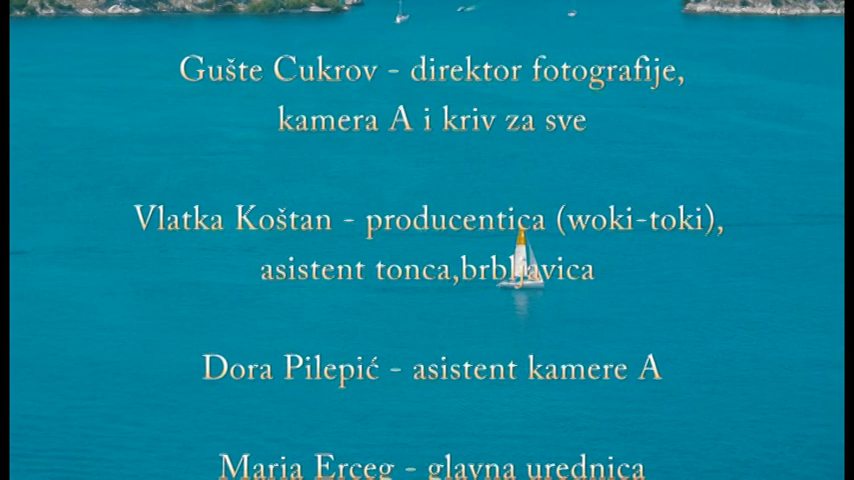 Gušte Cukrov - direktor fotografije,
kamera A i kriv za sve
Vlatka Koštan - producentica (woki-toki),
asistent tonca,brbljavica
Dora Pilepić - asistent kamere A
Marja Erceg - glavna urednica